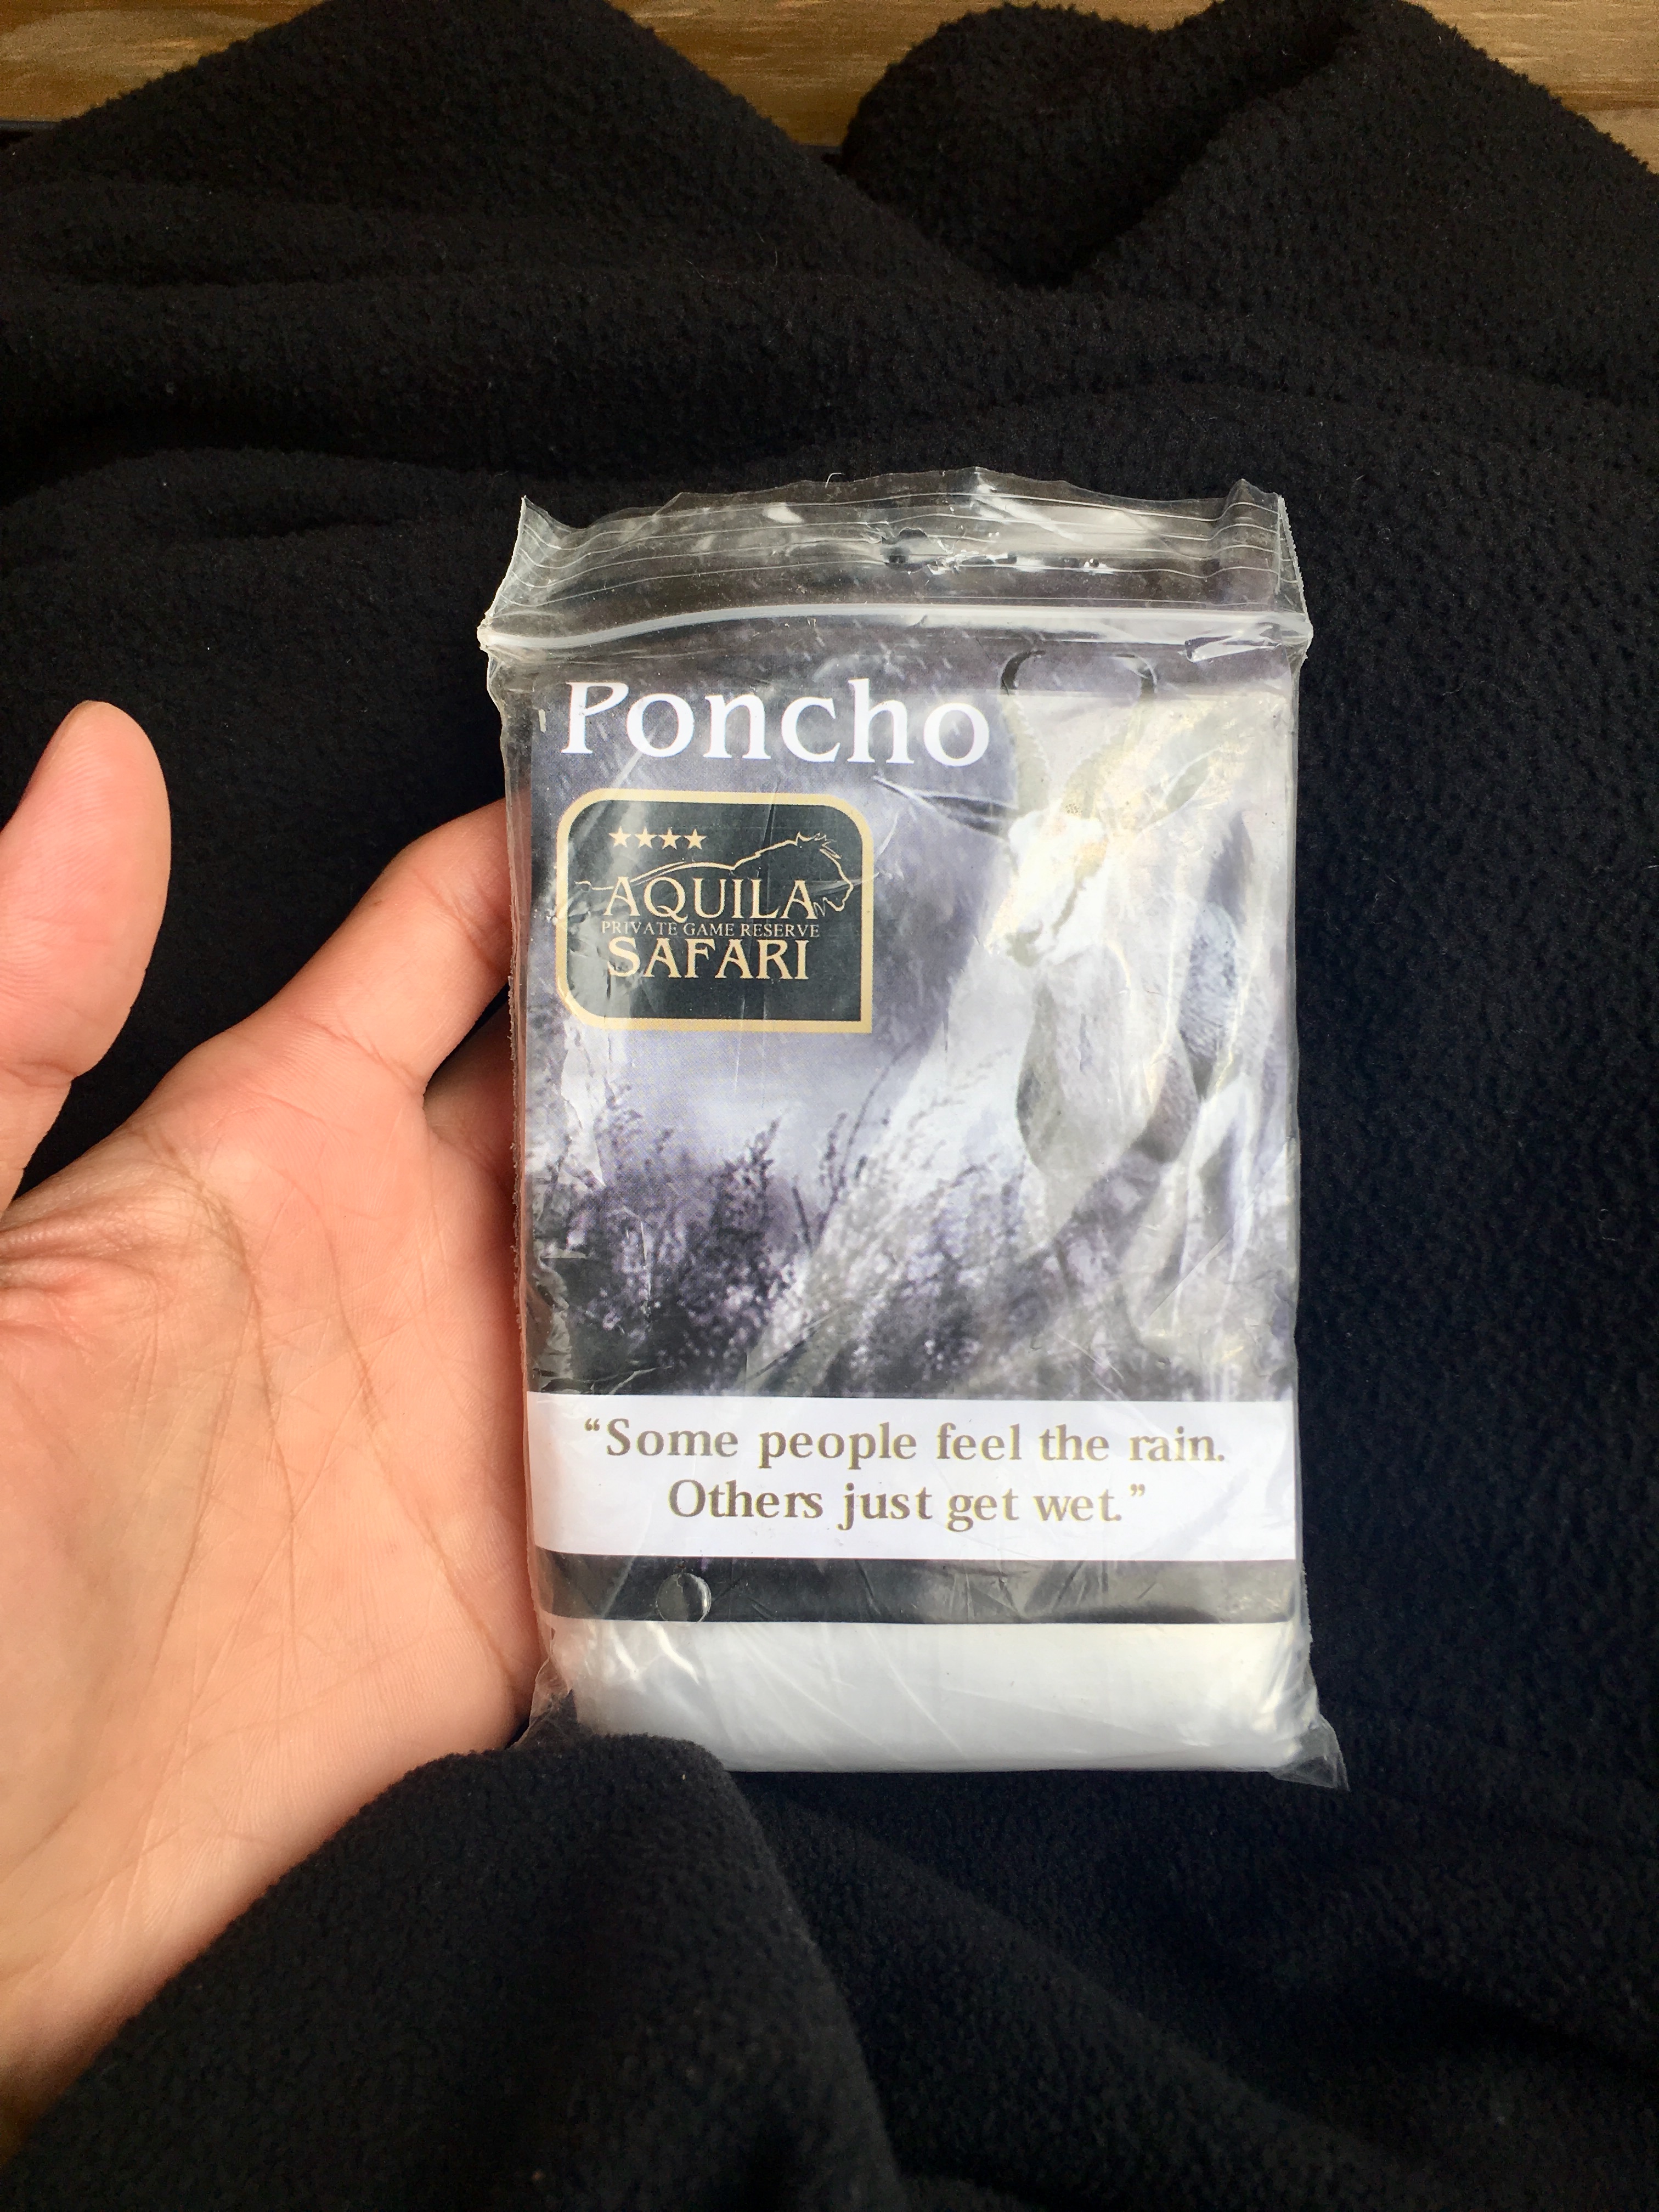 Poncho
AQUILA
PRIVATE GAME RESERVE
SAFARI
“Some people feel the rain.
Others just get wet.”